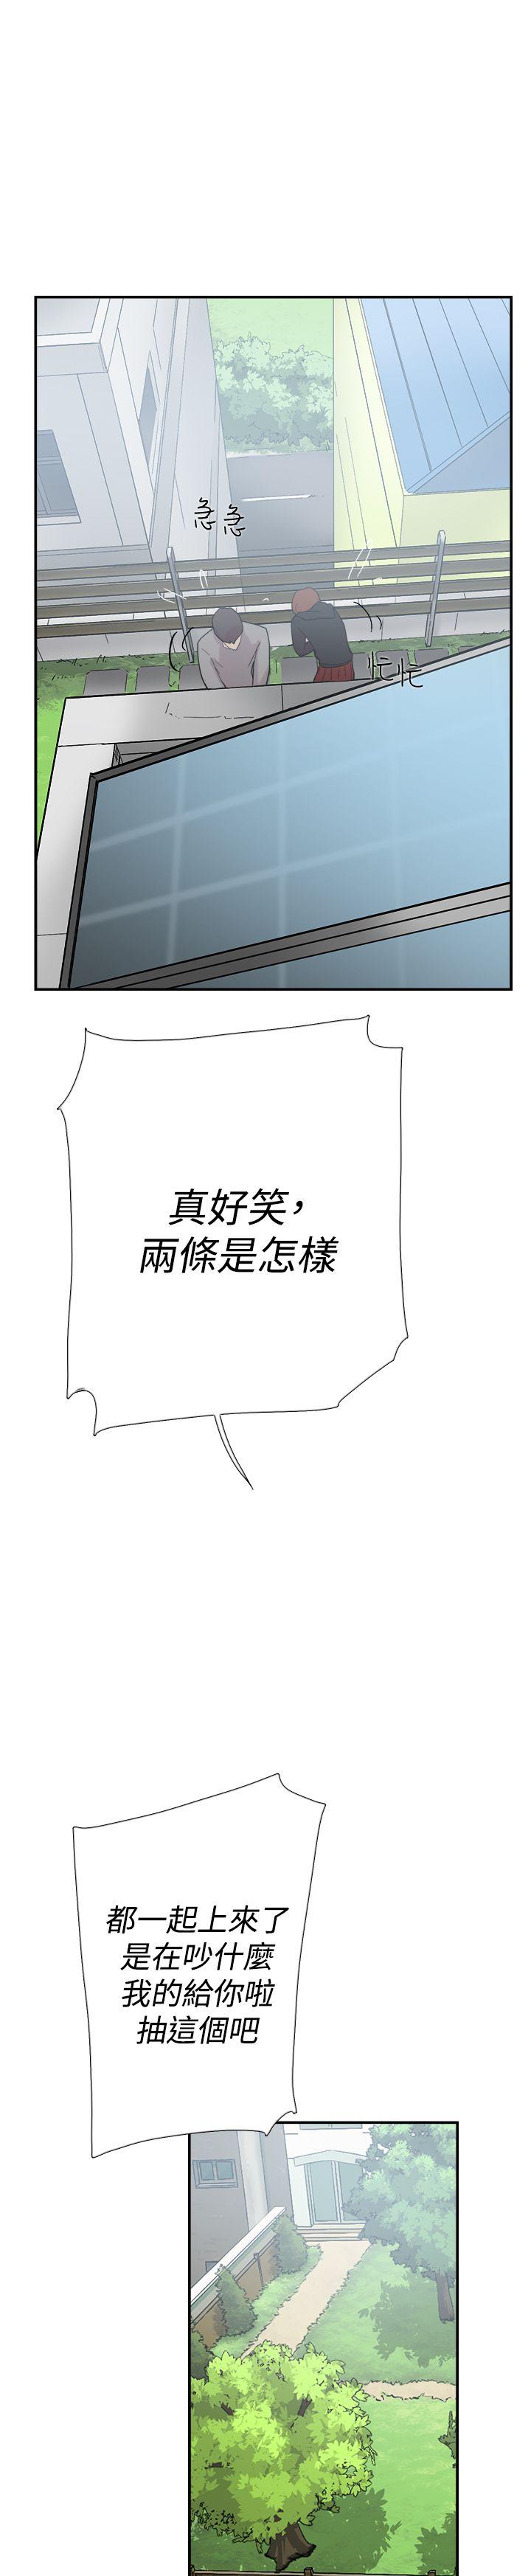 急急
忙忙
真好笑，
兩條是怎樣
都一起上來了
是在吵什麼
我的給你啦
抽這個吧